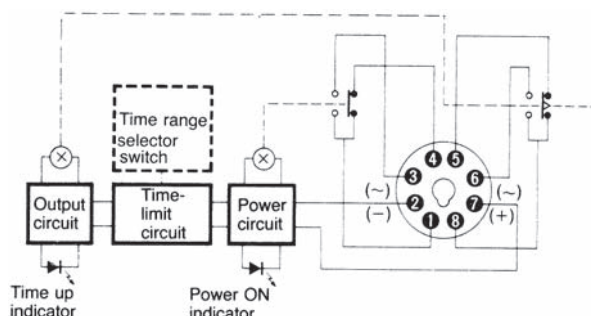 Time range
selector
switch
Output
circuit
Time-
limit
circuit
Power
circuit
Time up
indicator
Power ON
indicator
4 5
3 6
2 7
1 8
(~) (~)
(−) (+)